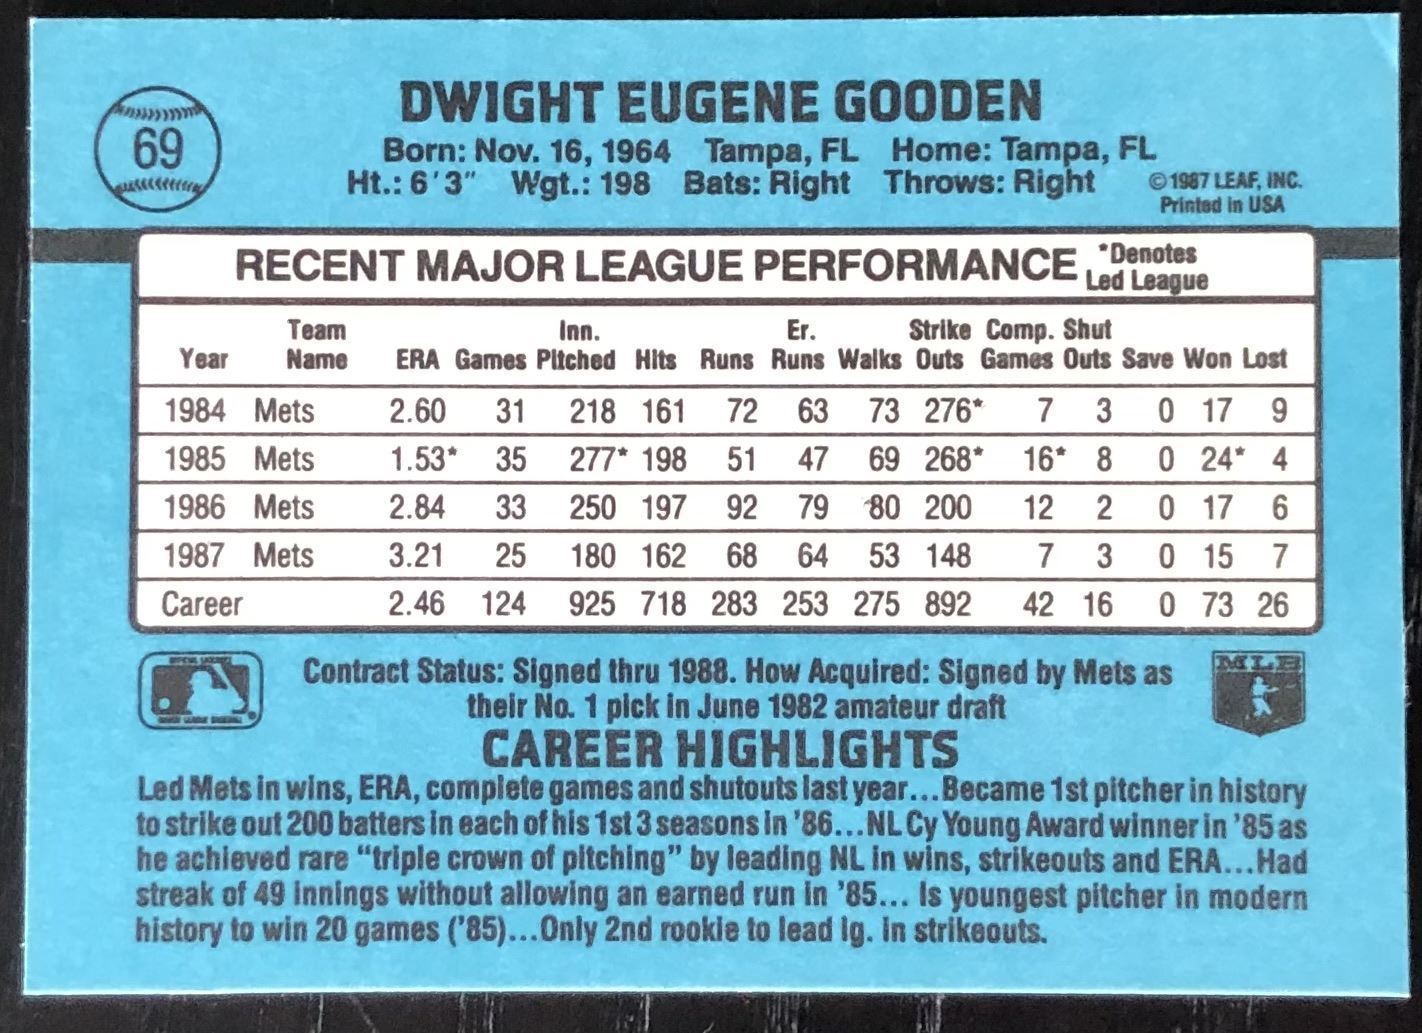 69
DWIGHT EUGENE GOODEN
Born: Nov. 16, 1964 Tampa, FL Home: Tampa, FL
Ht.: 6'3" Wgt.: 198 Bats: Right Throws: Right
©1987 LEAF, INC.
Printed in USA
RECENT MAJOR LEAGUE PERFORMANCE *Denotes
Led League
Team Inn. Er. Strike Comp. Shut
Year Name ERA Games Pitched Hits Runs Runs Walks Outs Games Outs Save Won Lost
1984 Mets 2.60 31 218 161 72 63 73 276* 7 3 0 17 9
1985 Mets 1.53* 35 277* 198 51 47 69 268* 16* 8 0 24* 4
1986 Mets 2.84 33 250 197 92 79 80 200 12 2 0 17 6
1987 Mets 3.21 25 180 162 68 64 53 148 7 3 0 15 7
Career 2.46 124 925 718 283 253 275 892 42 16 0 73 26
Contract Status: Signed thru 1988. How Acquired: Signed by Mets as
their No. 1 pick in June 1982 amateur draft
MLB
CAREER HIGHLIGHTS
Led Mets in wins, ERA, complete games and shutouts last year...Became 1st pitcher in history
to strike out 200 batters in each of his 1st 3 seasons in '86...NL Cy Young Award winner in '85 as
he achieved rare "triple crown of pitching" by leading NL in wins, strikeouts and ERA...Had
streak of 49 innings without allowing an earned run in '85... Is youngest pitcher in modern
history to win 20 games ('85)...Only 2nd rookie to lead lg. in strikeouts.